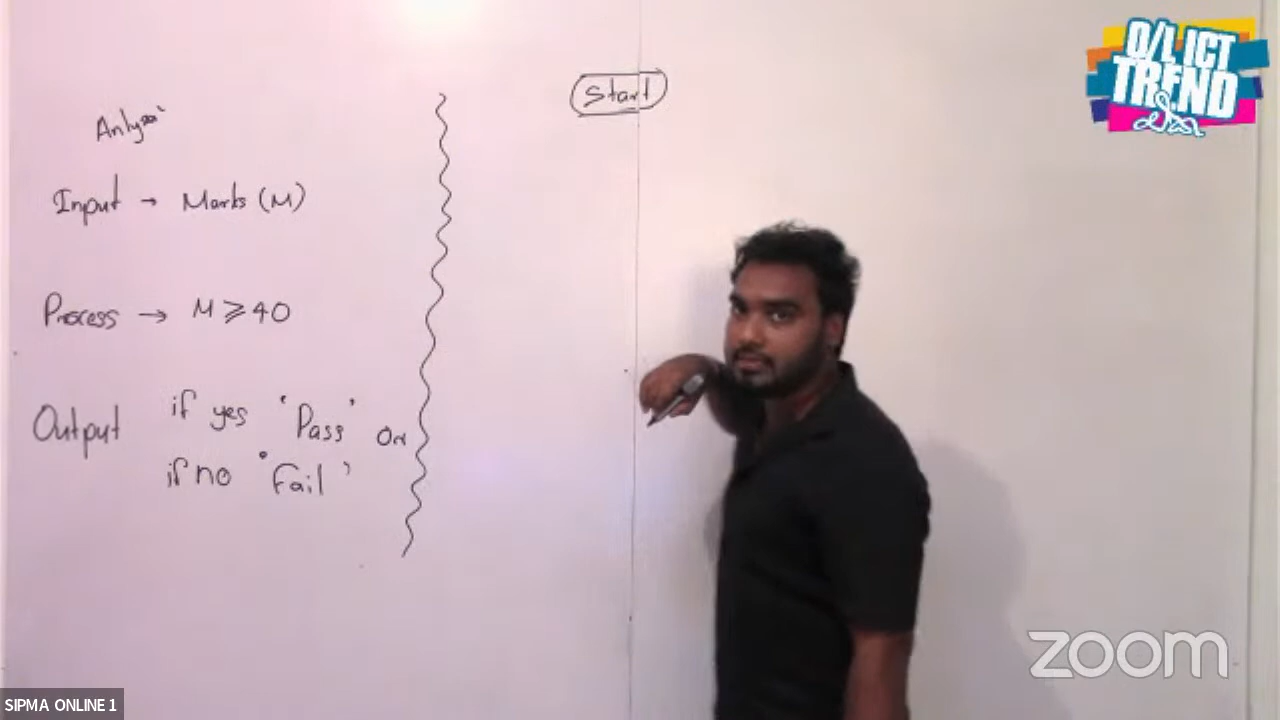 Start
Anlysis
Input → Marks (M)
Process → M ≥ 40
Output if yes 'Pass' or
if no 'Fail'
O/L ICT
TREND
zoom
SIPMA ONLINE 1